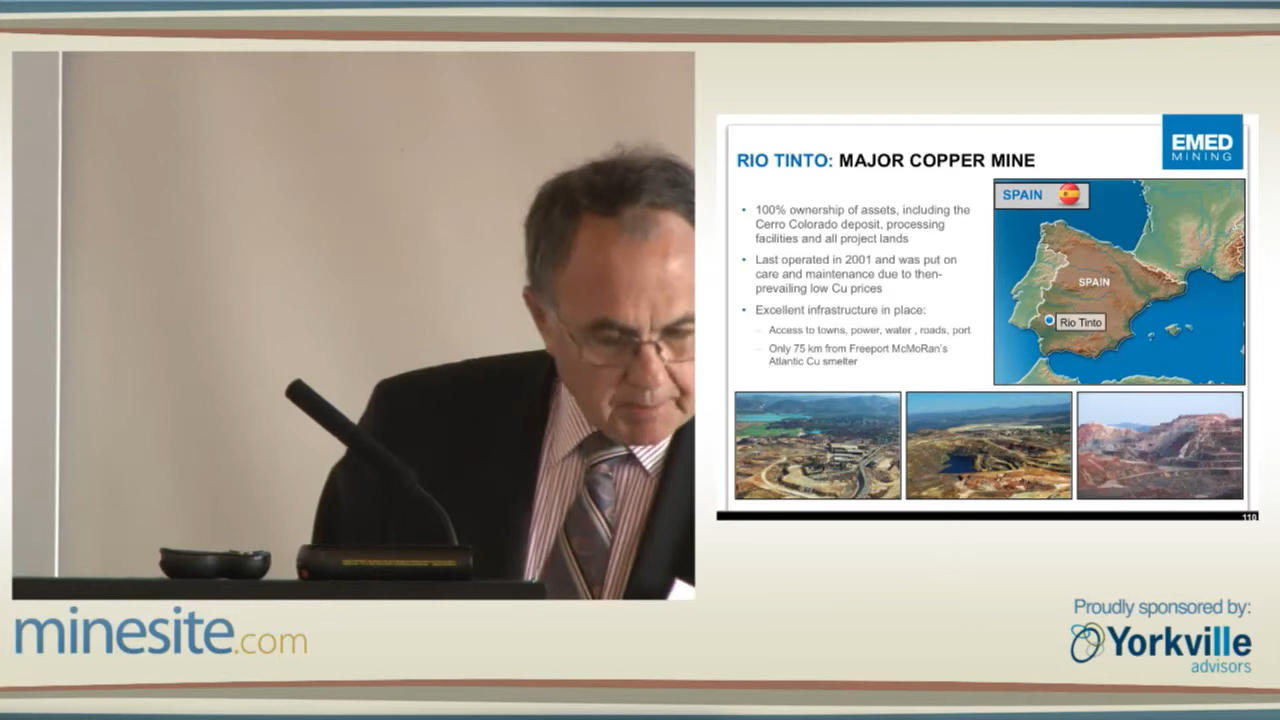 EMED
MINING
RIO TINTO: MAJOR COPPER MINE
• 100% ownership of assets, including the
Cerro Colorado deposit, processing
facilities and all project lands
• Last operated in 2001 and was put on
care and maintenance due to then-
prevailing low Cu prices
• Excellent infrastructure in place:
– Access to towns, power, water , roads, port
– Only 75 km from Freeport McMoRan's
Atlantic Cu smelter
SPAIN
SPAIN
Rio Tinto
110
minesite.com
Proudly sponsored by:
Yorkville
advisors